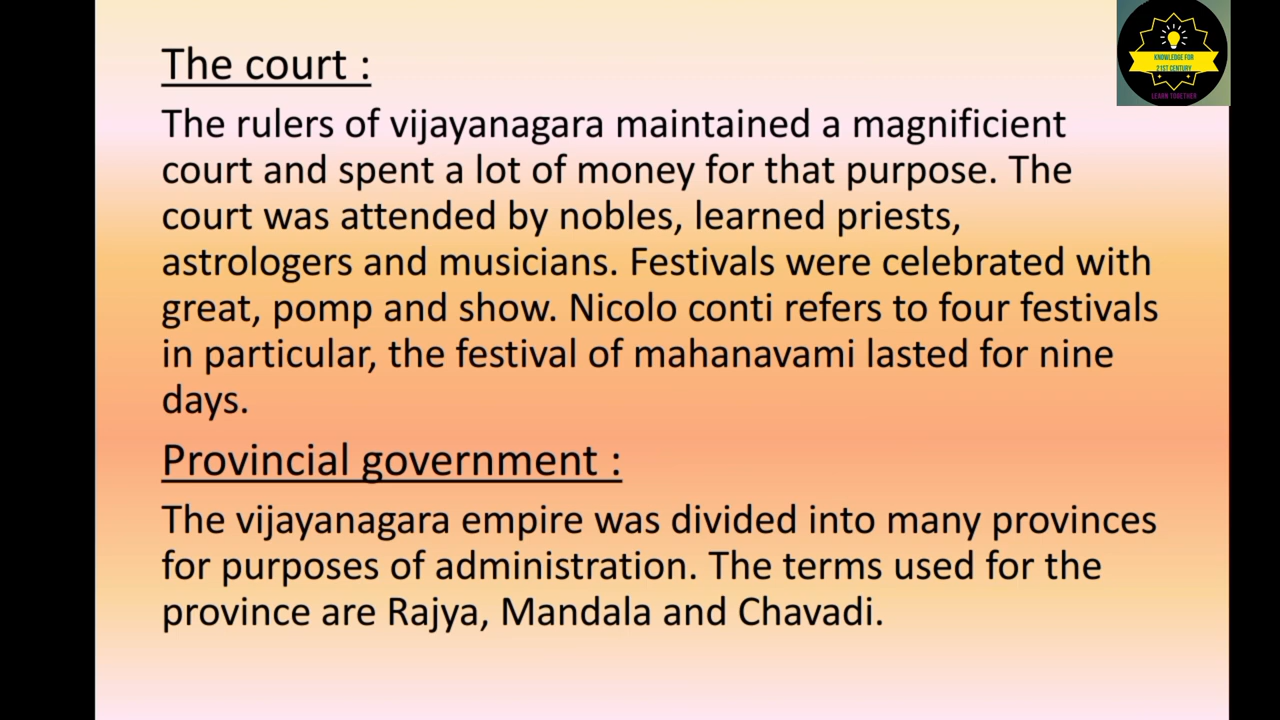 KNOWLEDGE FOR
21ST CENTURY
LEARN TOGETHER
The court :
The rulers of vijayanagara maintained a magnificient
court and spent a lot of money for that purpose. The
court was attended by nobles, learned priests,
astrologers and musicians. Festivals were celebrated with
great, pomp and show. Nicolo conti refers to four festivals
in particular, the festival of mahanavami lasted for nine
days.
Provincial government :
The vijayanagara empire was divided into many provinces
for purposes of administration. The terms used for the
province are Rajya, Mandala and Chavadi.